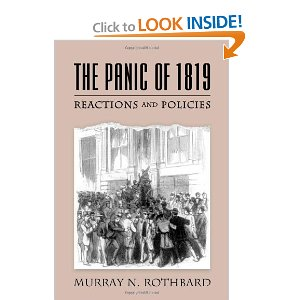 Click to LOOK INSIDE!
THE PANIC OF 1819
REACTIONS AND POLICIES
MURRAY N. ROTHBARD